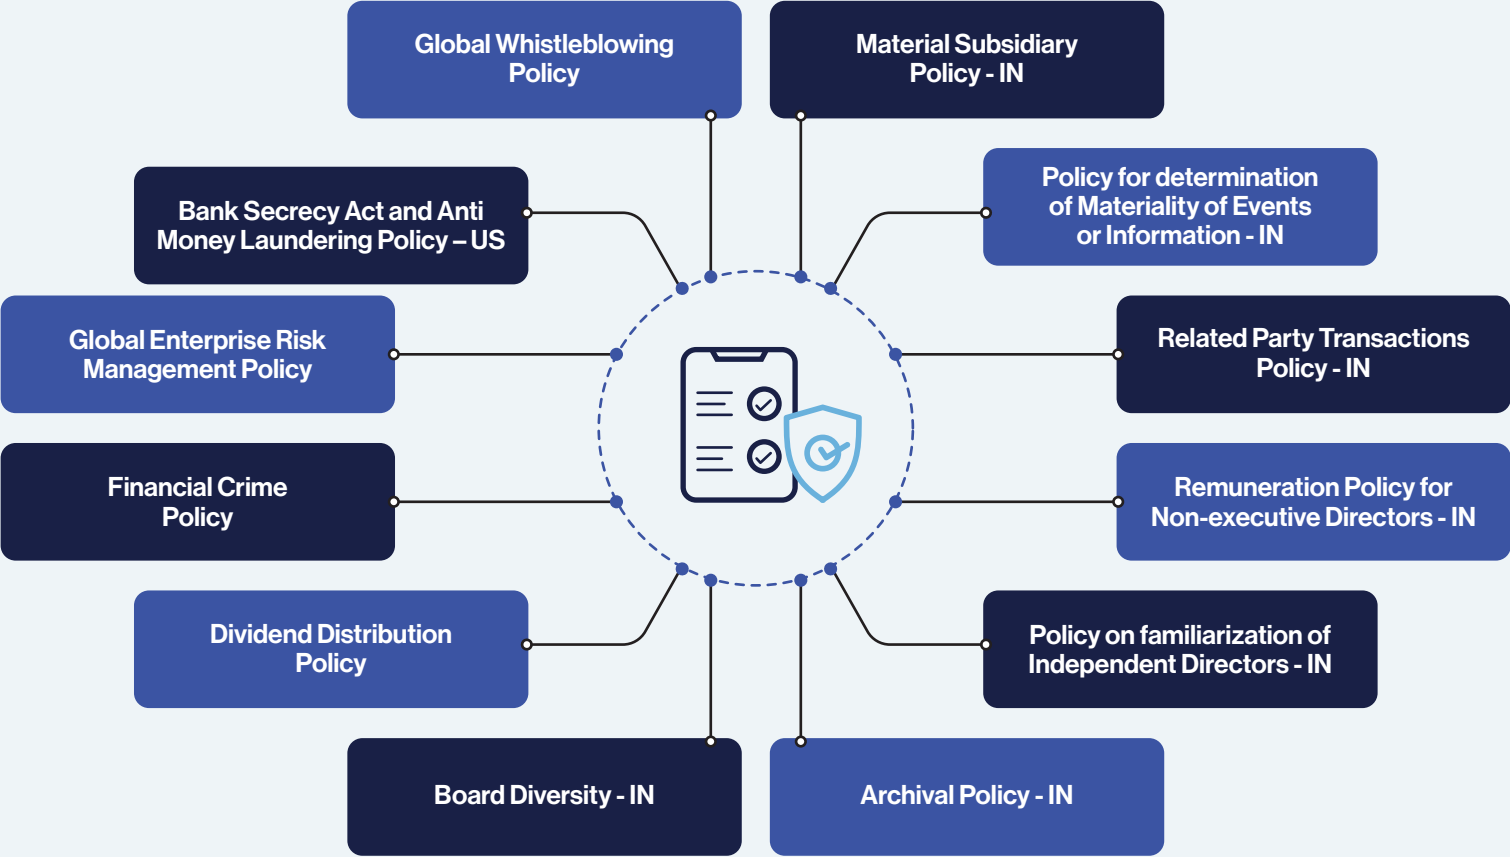 Global Whistleblowing
Policy
Material Subsidiary
Policy - IN
Bank Secrecy Act and Anti
Money Laundering Policy – US
Policy for determination
of Materiality of Events
or Information - IN
Global Enterprise Risk
Management Policy
Related Party Transactions
Policy - IN
Financial Crime
Policy
Remuneration Policy for
Non-executive Directors - IN
Dividend Distribution
Policy
Policy on familiarization of
Independent Directors - IN
Board Diversity - IN
Archival Policy - IN